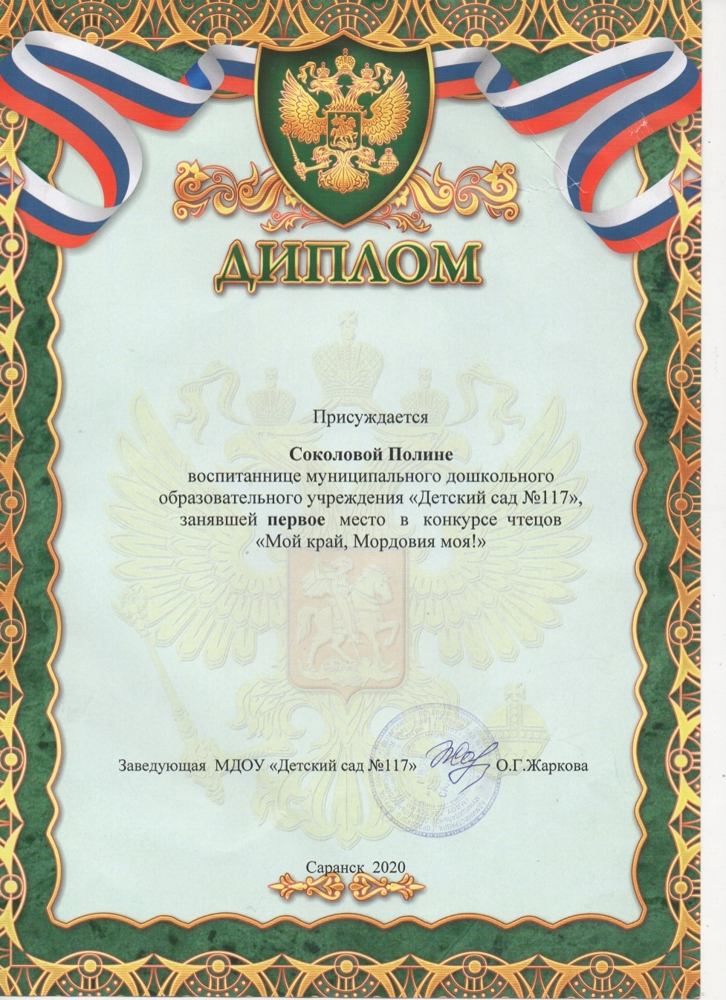 ДИПЛОМ
Присуждается
Соколовой Полине
воспитаннице муниципального дошкольного
образовательного учреждения «Детский сад №117»,
занявшей первое место в конкурсе чтецов
«Мой край, Мордовия моя!»
Заведующая МДОУ «Детский сад №117» О.Г.Жаркова
Саранск 2020